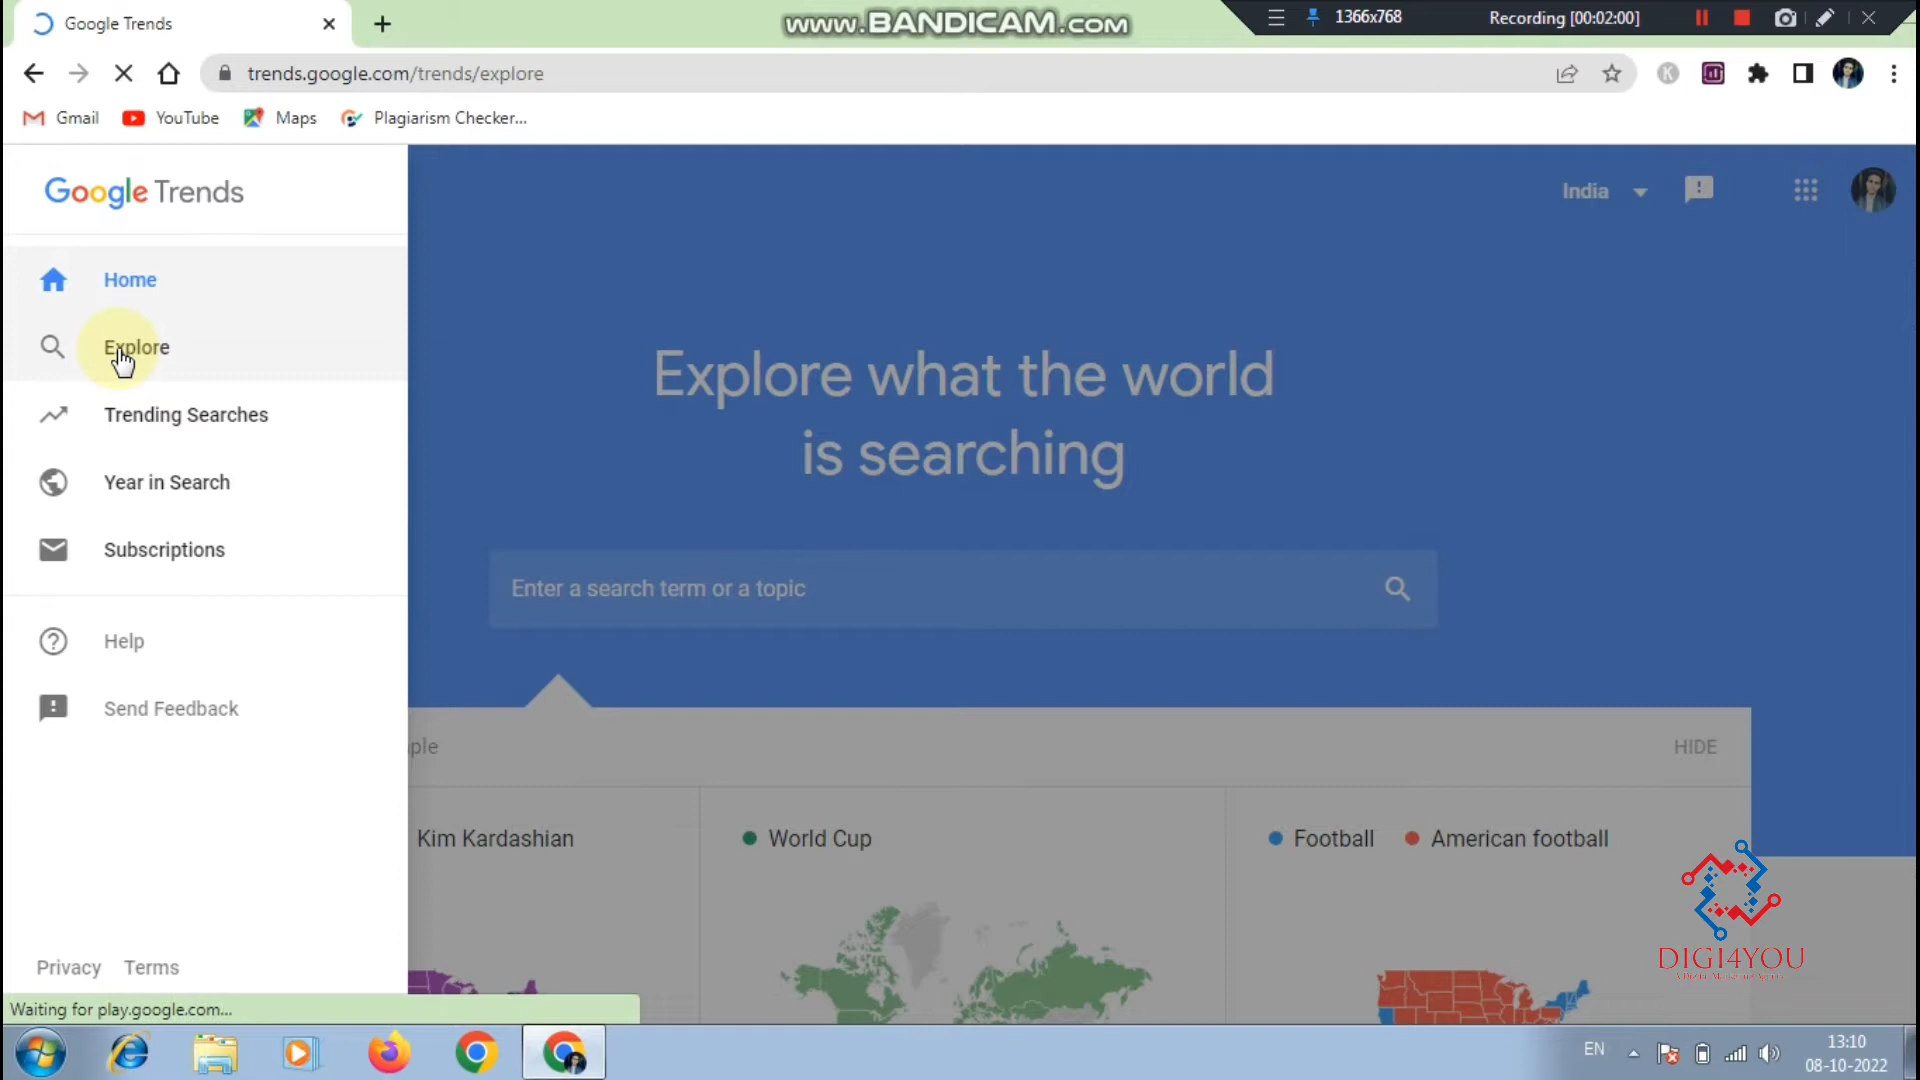 Google Trends
www.BANDICAM.com
1366x768
Recording [00:02:00]
trends.google.com/trends/explore
Gmail
YouTube
Maps
Plagiarism Checker...
Google Trends
India
Home
Explore
Trending Searches
Year in Search
Subscriptions
Help
Send Feedback
Explore what the world
is searching
Enter a search term or a topic
ple
HIDE
Kim Kardashian
World Cup
Football
American football
DIGI4YOU
A Digital Marketing Agency
Privacy
Terms
Waiting for play.google.com...
EN
13:10
08-10-2022